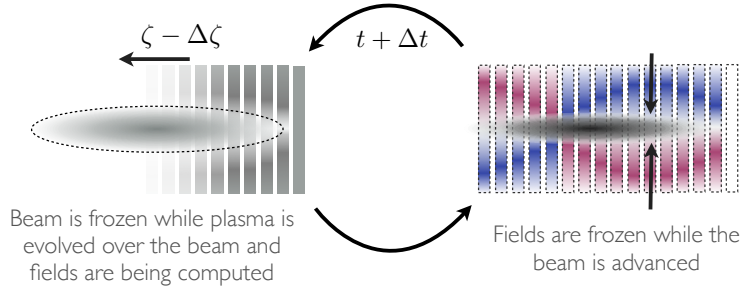 ζ − Δζ
t + Δt
Beam is frozen while plasma is
evolved over the beam and
fields are being computed
Fields are frozen while the
beam is advanced